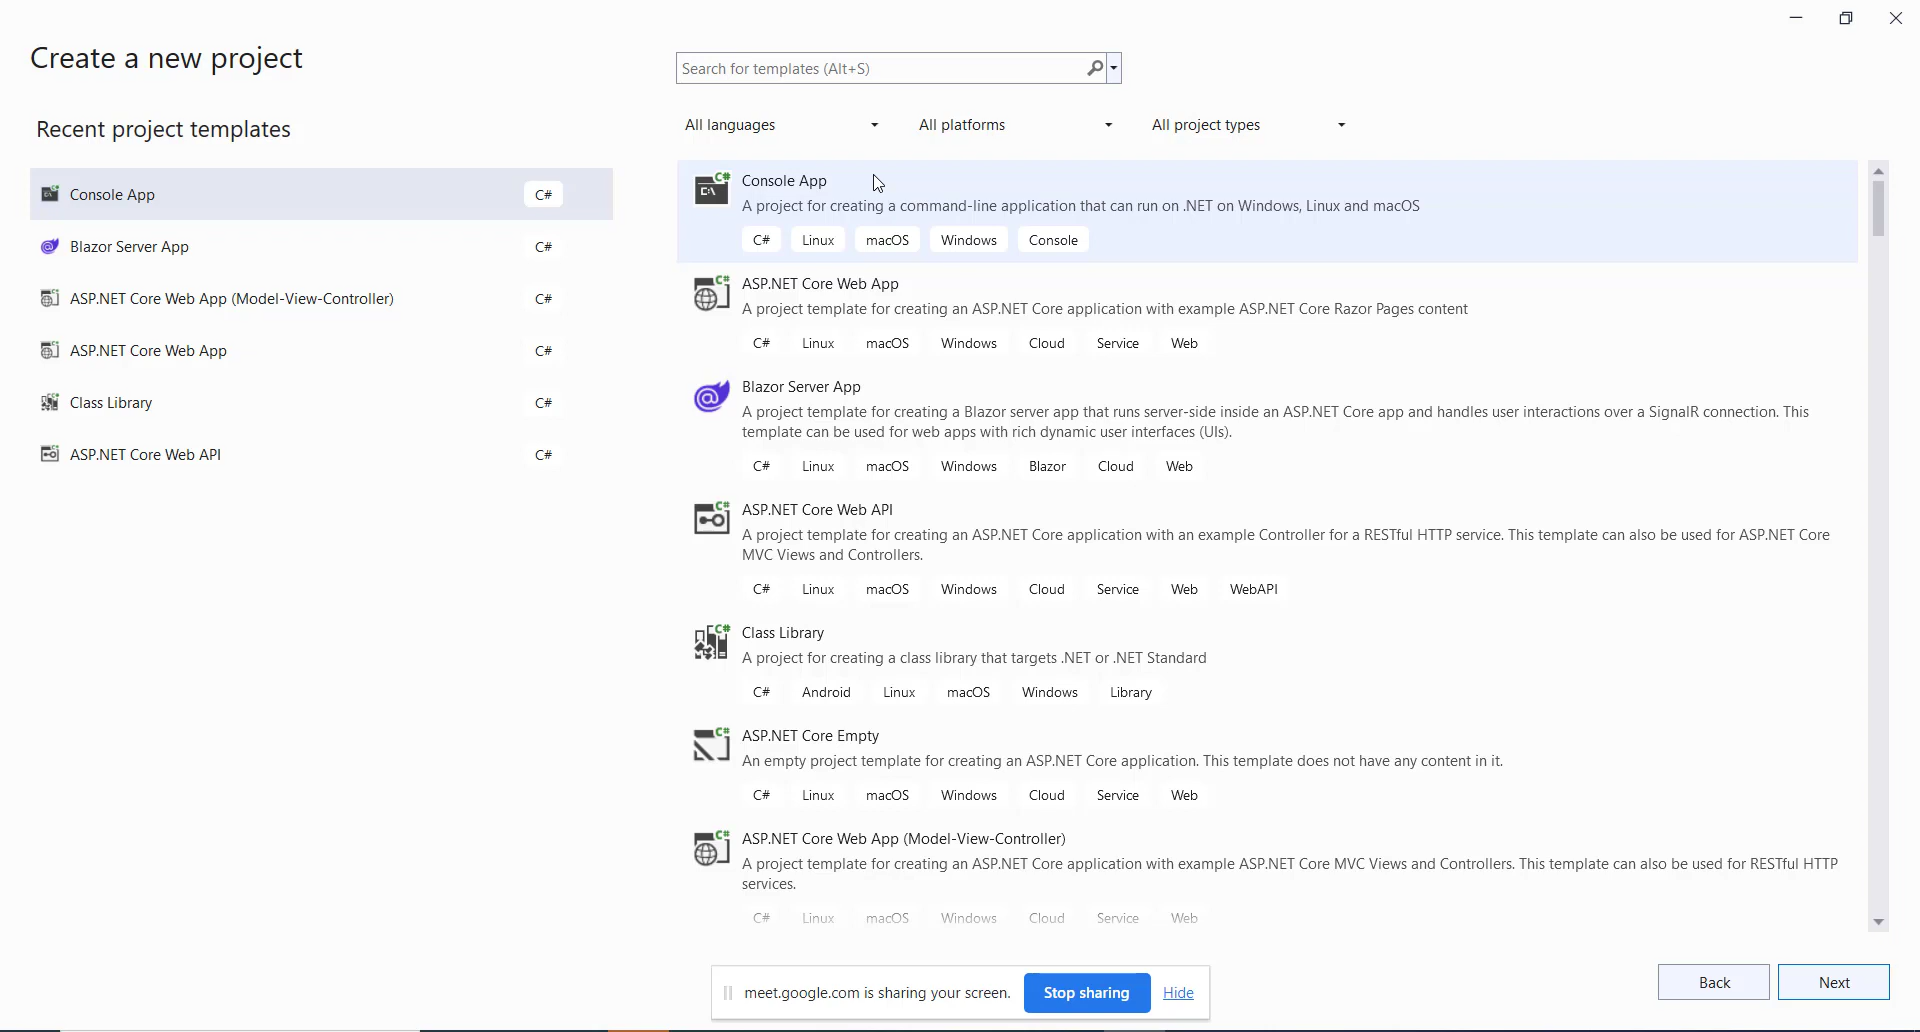 Create a new project
Search for templates (Alt+S)
All languages
All platforms
All project types
Recent project templates
Console App C#
Blazor Server App C#
ASP.NET Core Web App (Model-View-Controller) C#
ASP.NET Core Web App C#
Class Library C#
ASP.NET Core Web API C#
C# C:\ Console App
A project for creating a command-line application that can run on .NET on Windows, Linux and macOS
C# Linux macOS Windows Console
C# ASP.NET Core Web App
A project template for creating an ASP.NET Core application with example ASP.NET Core Razor Pages content
C# Linux macOS Windows Cloud Service Web
@ Blazor Server App
A project template for creating a Blazor server app that runs server-side inside an ASP.NET Core app and handles user interactions over a SignalR connection. This
template can be used for web apps with rich dynamic user interfaces (UIs).
C# Linux macOS Windows Blazor Cloud Web
C# ASP.NET Core Web API
A project template for creating an ASP.NET Core application with an example Controller for a RESTful HTTP service. This template can also be used for ASP.NET Core
MVC Views and Controllers.
C# Linux macOS Windows Cloud Service Web WebAPI
C# Class Library
A project for creating a class library that targets .NET or .NET Standard
C# Android Linux macOS Windows Library
C# ASP.NET Core Empty
An empty project template for creating an ASP.NET Core application. This template does not have any content in it.
C# Linux macOS Windows Cloud Service Web
C# ASP.NET Core Web App (Model-View-Controller)
A project template for creating an ASP.NET Core application with example ASP.NET Core MVC Views and Controllers. This template can also be used for RESTful HTTP
services.
C# Linux macOS Windows Cloud Service Web
Back
Next
meet.google.com is sharing your screen. Stop sharing Hide